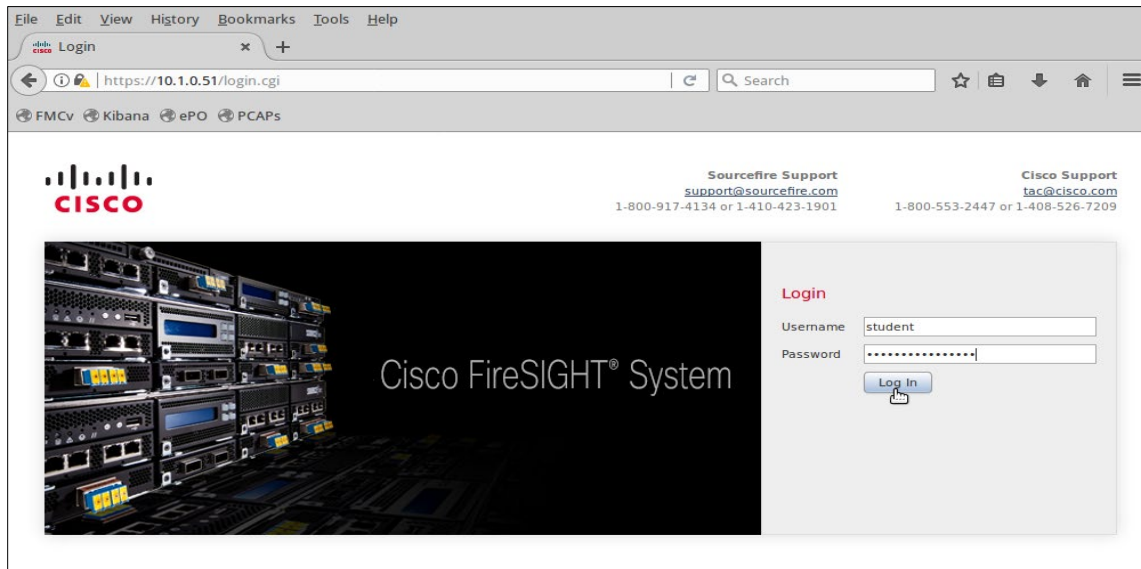 File Edit View History Bookmarks Tools Help
cisco Login × +
https://10.1.0.51/login.cgi Search
FMCv Kibana ePO PCAPs
CISCO
Sourcefire Support
support@sourcefire.com
1-800-917-4134 or 1-410-423-1901
Cisco Support
tac@cisco.com
1-800-553-2447 or 1-408-526-7209
Cisco FireSIGHT® System
Login
Username student
Password ••••••••••••••••
Log In